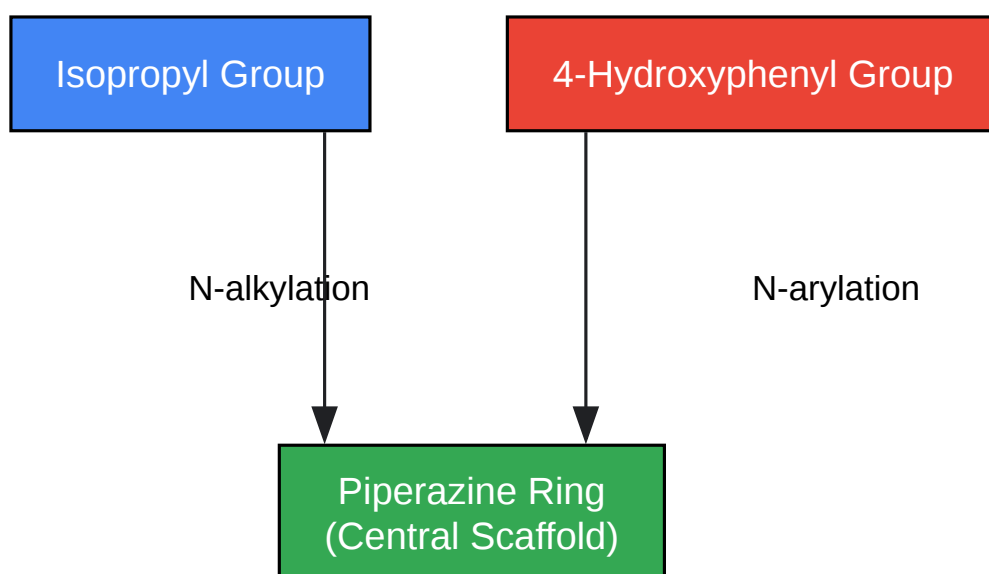 Isopropyl Group
4-Hydroxyphenyl Group
N-alkylation
N-arylation
Piperazine Ring
(Central Scaffold)